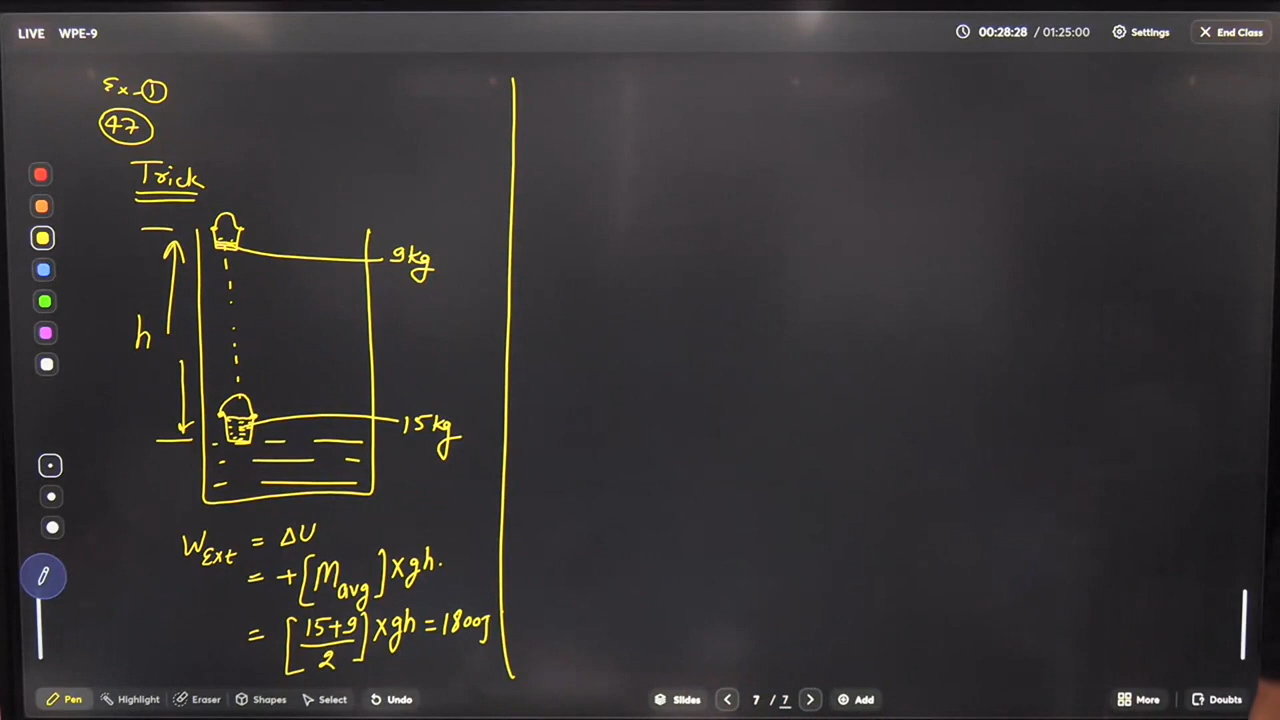 LIVE WPE-9
00:28:28 / 01:25:00 Settings End Class
Ex-1
47
Trick
9kg
h
15kg
W_Ext = ΔU
= +[M_avg] x gh.
= [15+9/2] x gh = 1800J
Pen Highlight Eraser Shapes Select Undo Slides 7 / 7 Add More Doubts